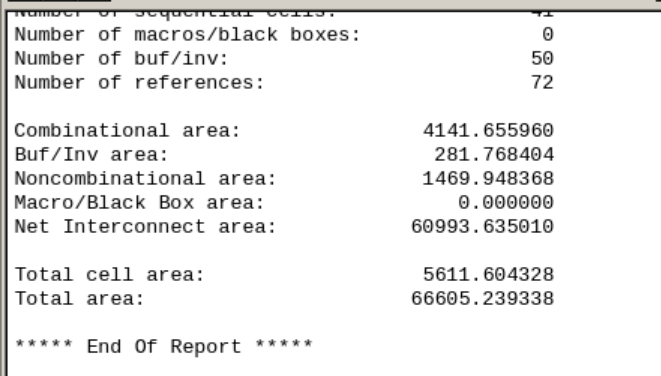 Number of sequential cells: 41
Number of macros/black boxes: 0
Number of buf/inv: 50
Number of references: 72
Combinational area: 4141.655960
Buf/Inv area: 281.768404
Noncombinational area: 1469.948368
Macro/Black Box area: 0.000000
Net Interconnect area: 60993.635010
Total cell area: 5611.604328
Total area: 66605.239338
***** End Of Report *****